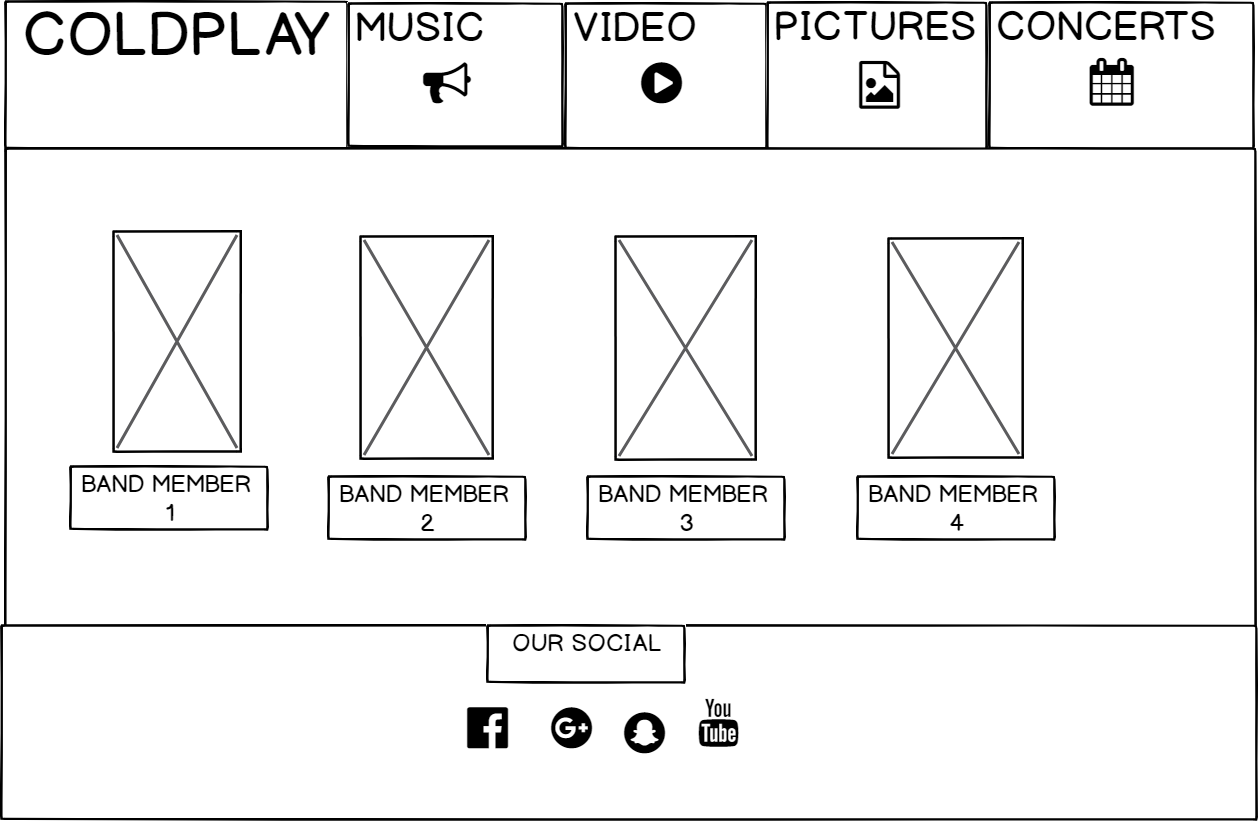 COLDPLAY
MUSIC
VIDEO
PICTURES
CONCERTS
BAND MEMBER
1
BAND MEMBER
2
BAND MEMBER
3
BAND MEMBER
4
OUR SOCIAL
f
G+
You
Tube